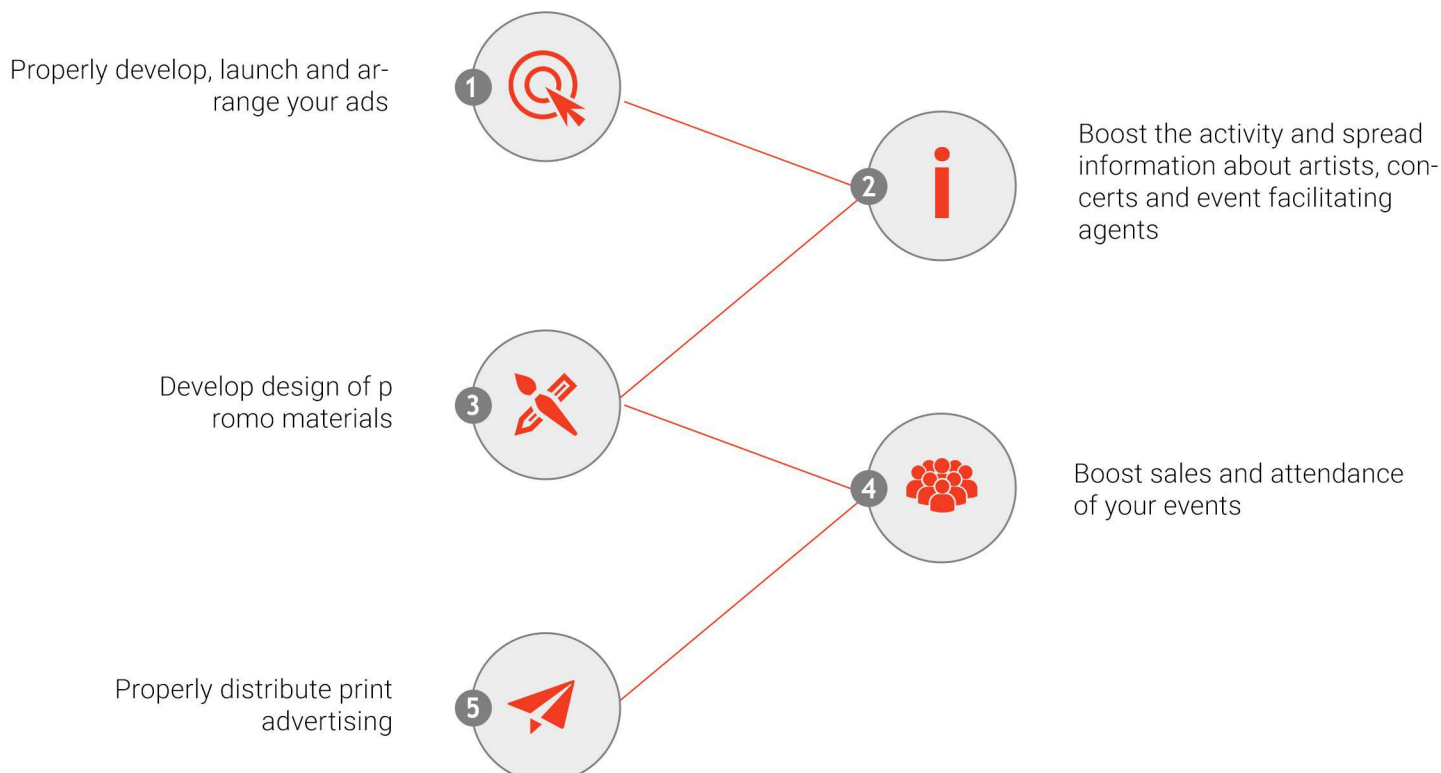 Properly develop, launch and ar-
range your ads
1
2
Boost the activity and spread
information about artists, con-
certs and event facilitating
agents
Develop design of p
romo materials
3
4
Boost sales and attendance
of your events
Properly distribute print
advertising
5